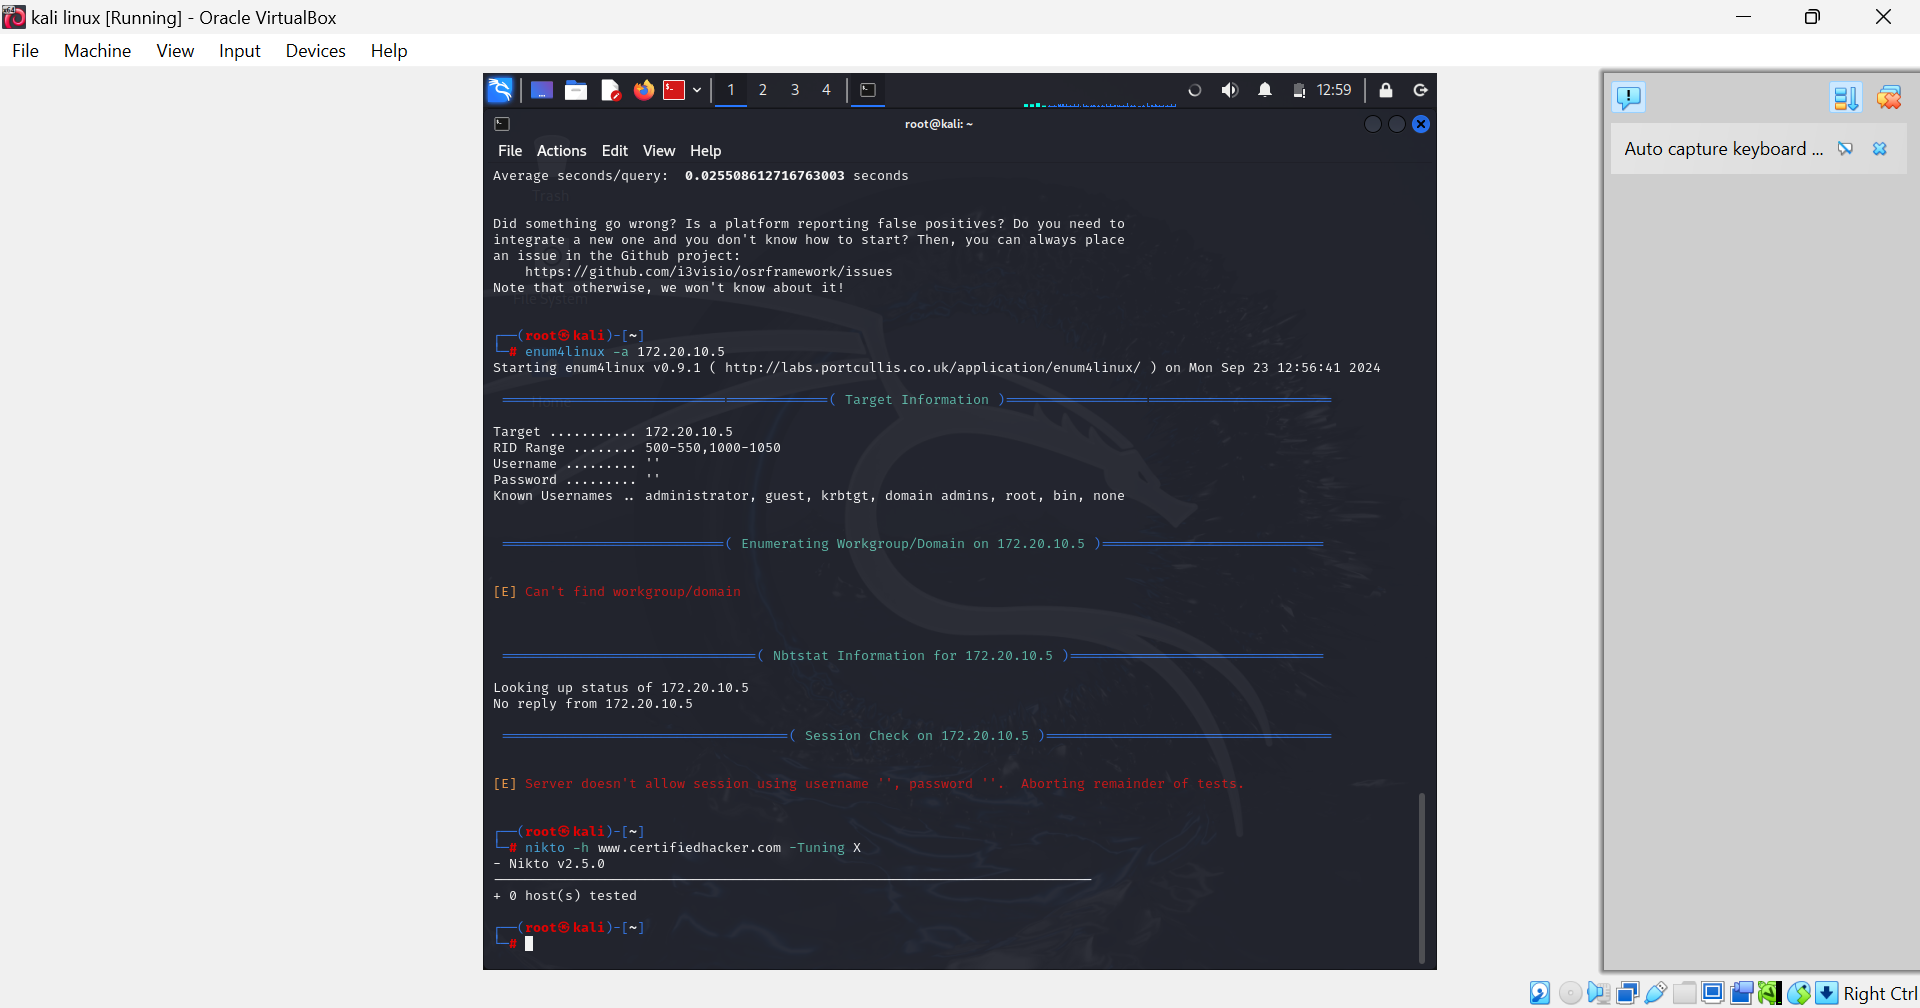 kali linux [Running] - Oracle VirtualBox
File Machine View Input Devices Help
1 2 3 4 12:59
root@kali: ~
File Actions Edit View Help
Average seconds/query: 0.025508612716763003 seconds
Trash
Did something go wrong? Is a platform reporting false positives? Do you need to
integrate a new one and you don't know how to start? Then, you can always place
an issue in the Github project:
https://github.com/i3visio/osrframework/issues
Note that otherwise, we won't know about it!
File System
┌──(root㉿kali)-[~]
└─# enum4linux -a 172.20.10.5
Starting enum4linux v0.9.1 ( http://labs.portcullis.co.uk/application/enum4linux/ ) on Mon Sep 23 12:56:41 2024
( Target Information )
Home
Target ........... 172.20.10.5
RID Range ........ 500-550,1000-1050
Username ......... ''
Password ......... ''
Known Usernames .. administrator, guest, krbtgt, domain admins, root, bin, none
( Enumerating Workgroup/Domain on 172.20.10.5 )
[E] Can't find workgroup/domain
( Nbtstat Information for 172.20.10.5 )
Looking up status of 172.20.10.5
No reply from 172.20.10.5
( Session Check on 172.20.10.5 )
[E] Server doesn't allow session using username '', password ''. Aborting remainder of tests.
┌──(root㉿kali)-[~]
└─# nikto -h www.certifiedhacker.com -Tuning X
- Nikto v2.5.0
+ 0 host(s) tested
┌──(root㉿kali)-[~]
└─#
Auto capture keyboard ...
Right Ctrl